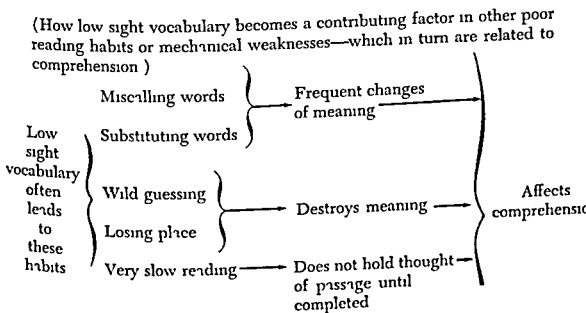 (How low sight vocabulary becomes a contributing factor in other poor
reading habits or mechanical weaknesses—which in turn are related to
comprehension )
Low
sight
vocabulary
often
leads
to
these
habits
Miscalling words
Substituting words
Wild guessing
Losing place
Very slow reading
Frequent changes
of meaning
Destroys meaning
Does not hold thought
of passage until
completed
Affects
comprehensio